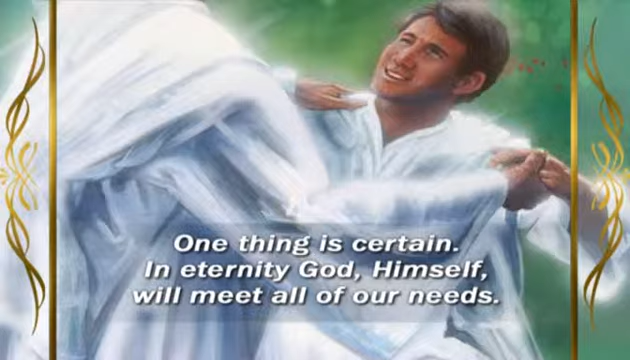 One thing is certain.
In eternity God, Himself,
will meet all of our needs.